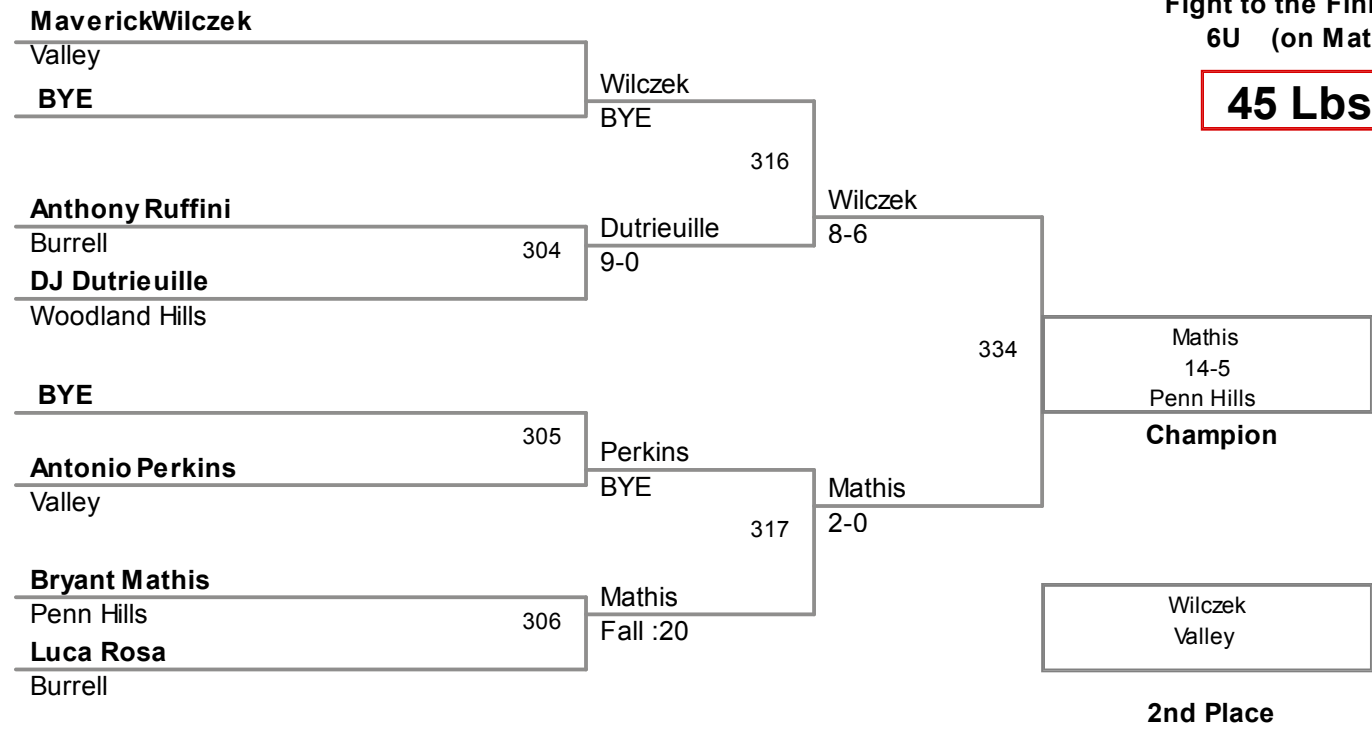 Fight to the Fin
6U (on Mat
45 Lbs
MaverickWilczek
Valley
BYE
Wilczek
BYE
316
Anthony Ruffini
Burrell
304
DJ Dutrieuille
Woodland Hills
Dutrieuille
9-0
Wilczek
8-6
334
BYE
305
Antonio Perkins
Valley
Perkins
BYE
317
Bryant Mathis
Penn Hills
306
Luca Rosa
Burrell
Mathis
Fall :20
Mathis
2-0
Mathis
14-5
Penn Hills
Champion
Wilczek
Valley
2nd Place